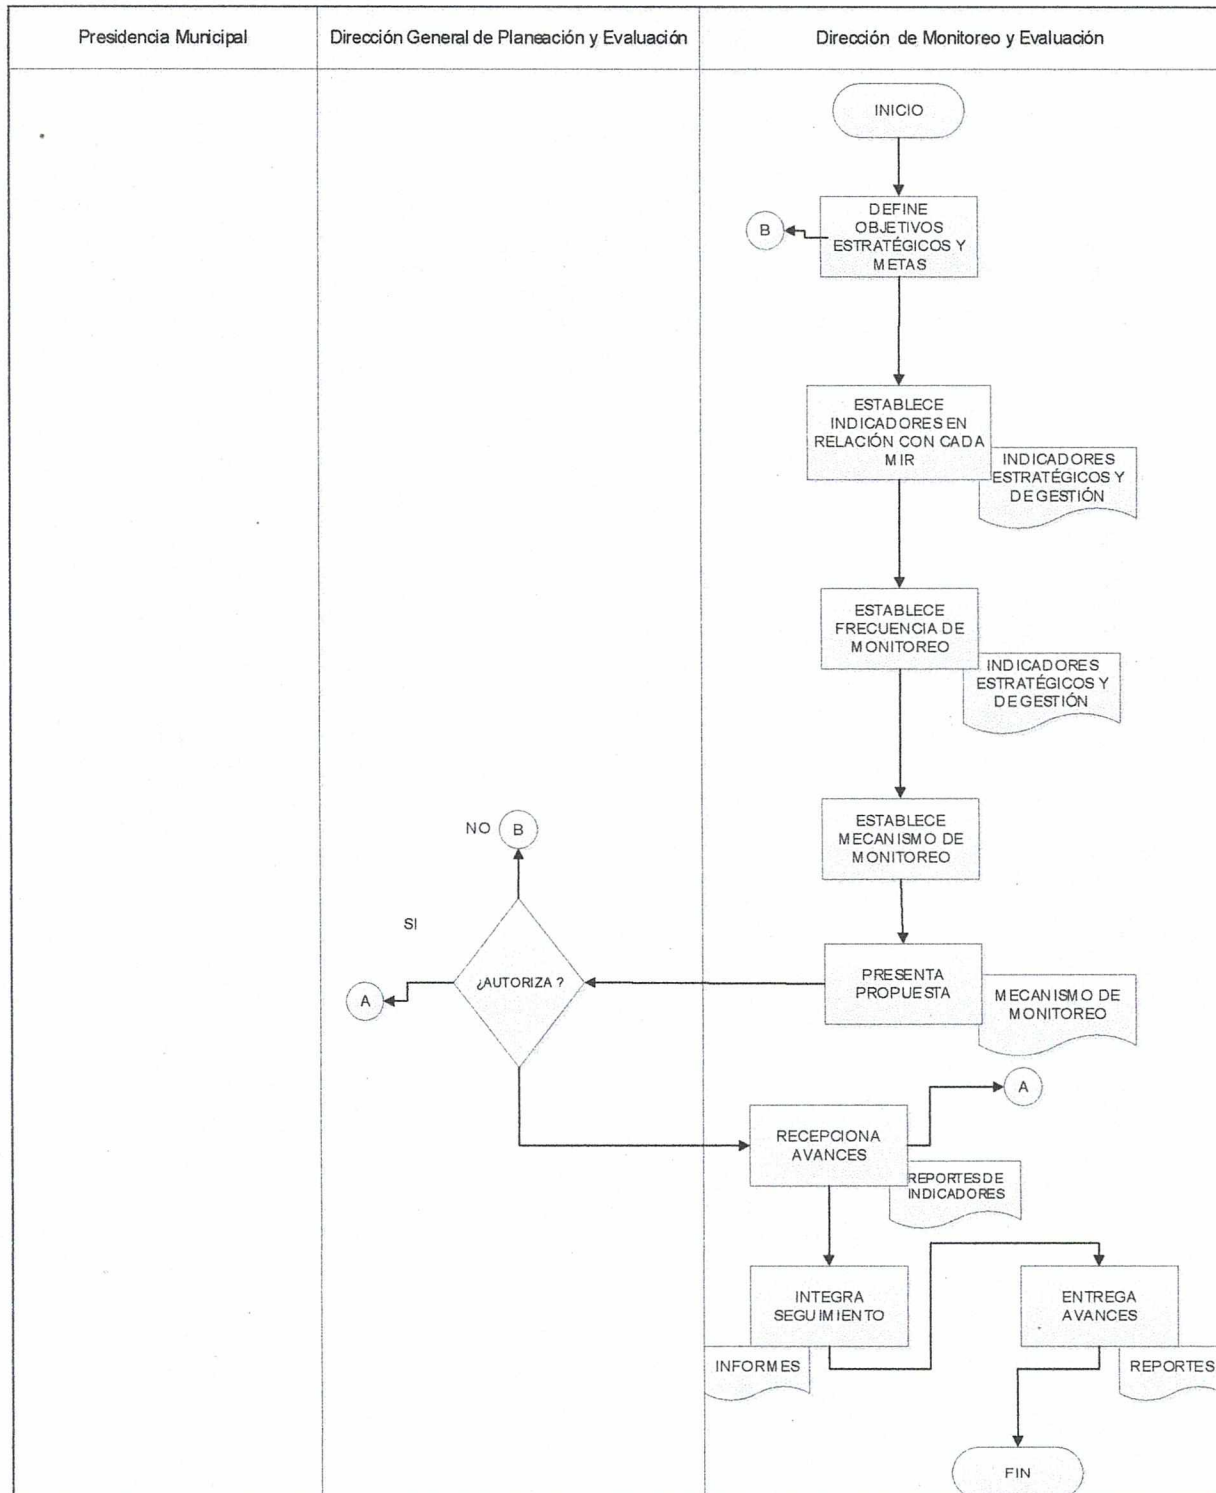 Presidencia Municipal
Dirección General de Planeación y Evaluación
Dirección de Monitoreo y Evaluación
INICIO
DEFINE
OBJETIVOS
ESTRATÉGICOS Y
METAS
B
ESTABLECE
INDICADORES EN
RELACIÓN CON CADA
MIR
INDICADORES
ESTRATÉGICOS Y
DE GESTIÓN
ESTABLECE
FRECUENCIA DE
MONITOREO
INDICADORES
ESTRATÉGICOS Y
DE GESTIÓN
ESTABLECE
MECANISMO DE
MONITOREO
NO
B
SI
¿AUTORIZA ?
A
PRESENTA
PROPUESTA
MECANISMO DE
MONITOREO
A
RECEPCIONA
AVANCES
REPORTES DE
INDICADORES
INTEGRA
SEGUIMIENTO
ENTREGA
AVANCES
INFORMES
REPORTES
FIN